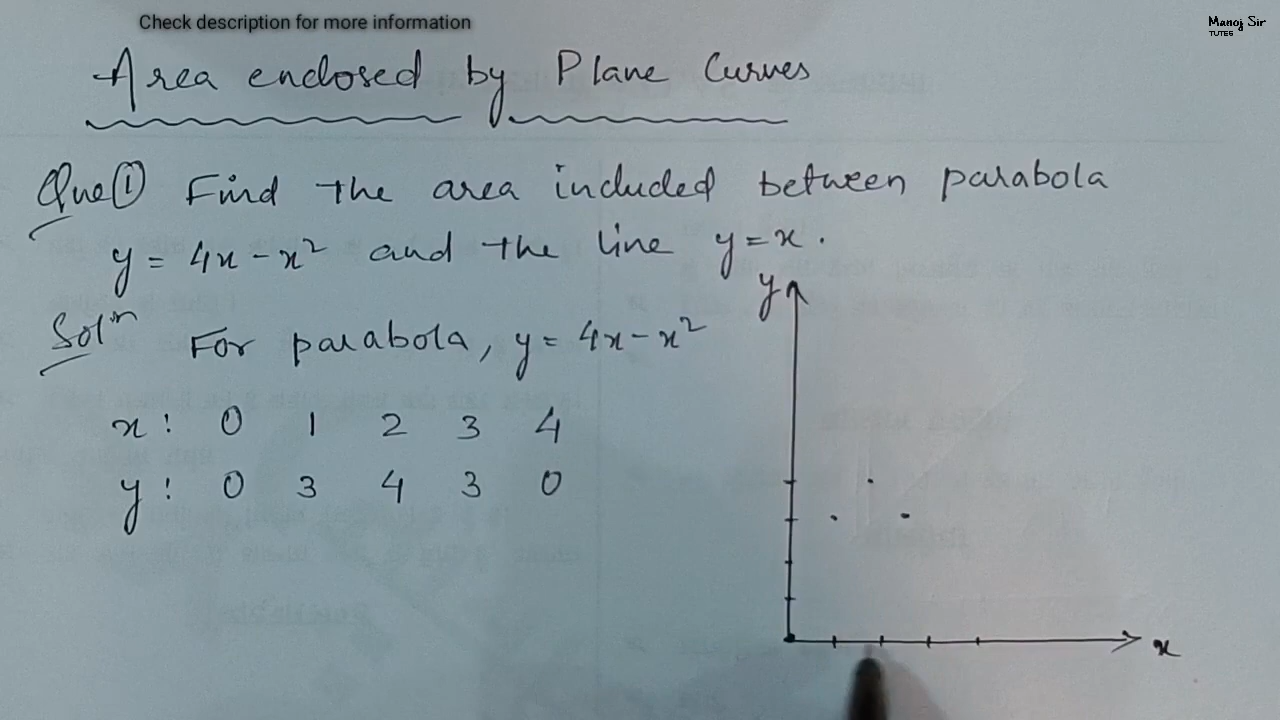 Check description for more information
Manoj Sir
TUTES
Area enclosed by Plane Curves
Que① Find the area included between parabola
y = 4x - x² and the line y = x.
Solⁿ For parabola, y = 4x - x²
x : 0 1 2 3 4
y : 0 3 4 3 0
y
x